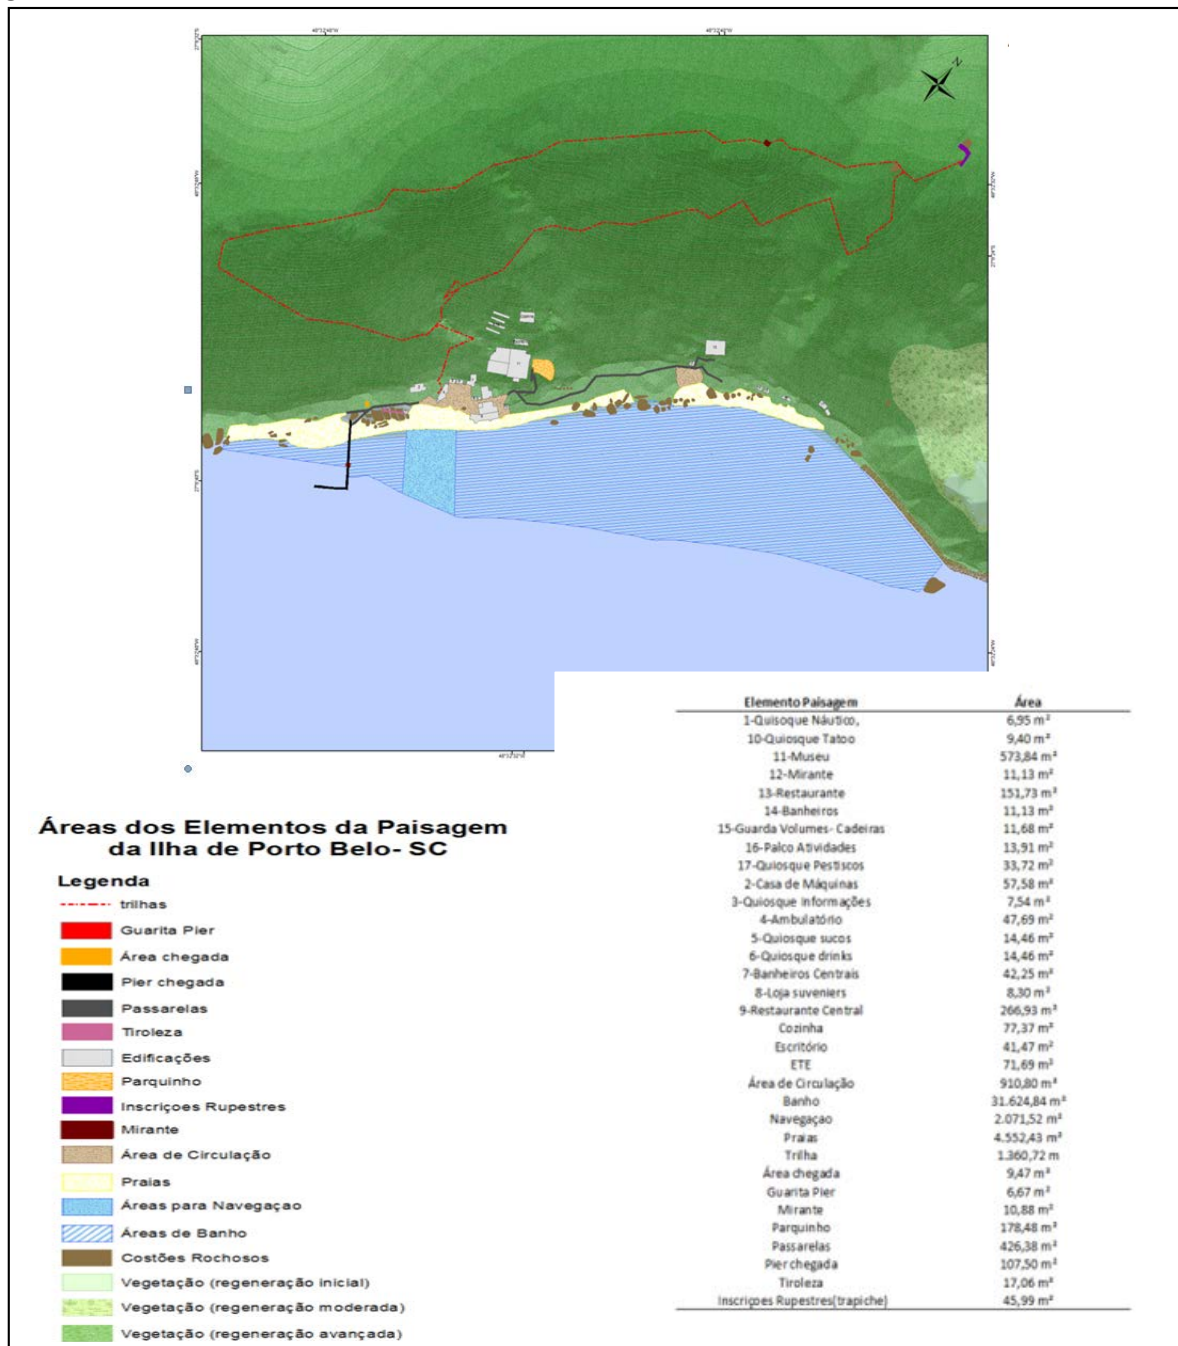 N
Elemento Paisagem Área
1-Quisoque Náutico, 6,95 m²
10-Quiosque Tatoo 9,40 m²
11-Museu 573,84 m²
12-Mirante 11,13 m²
13-Restaurante 151,73 m²
14-Banheiros 11,13 m²
15-Guarda Volumes- Cadeiras 11,68 m²
16-Palco Atividades 13,91 m²
17-Quiosque Pestiscos 33,72 m²
2-Casa de Máquinas 57,58 m²
3-Quiosque Informações 7,54 m²
4-Ambulatório 47,69 m²
5-Quiosque sucos 14,46 m²
6-Quiosque drinks 14,46 m²
7-Banheiros Centrais 42,25 m²
8-Loja suveniers 8,30 m²
9-Restaurante Central 266,93 m²
Cozinha 77,37 m²
Escritório 41,47 m²
ETE 71,69 m²
Área de Circulação 910,80 m²
Banho 31.624,84 m²
Navegaçao 2.071,52 m²
Praias 4.552,43 m²
Trilha 1.360,72 m
Área chegada 9,47 m²
Guarita Pier 6,67 m²
Mirante 10,88 m²
Parquinho 178,48 m²
Passarelas 426,38 m²
Pier chegada 107,50 m²
Tiroleza 17,06 m²
Inscriçoes Rupestres(trapiche) 45,99 m²
Áreas dos Elementos da Paisagem
da Ilha de Porto Belo- SC
Legenda
trilhas
Guarita Pier
Área chegada
Pier chegada
Passarelas
Tiroleza
Edificações
Parquinho
Inscriçoes Rupestres
Mirante
Área de Circulação
Praias
Áreas para Navegaçao
Áreas de Banho
Costões Rochosos
Vegetação (regeneração inicial)
Vegetação (regeneração moderada)
Vegetação (regeneração avançada)